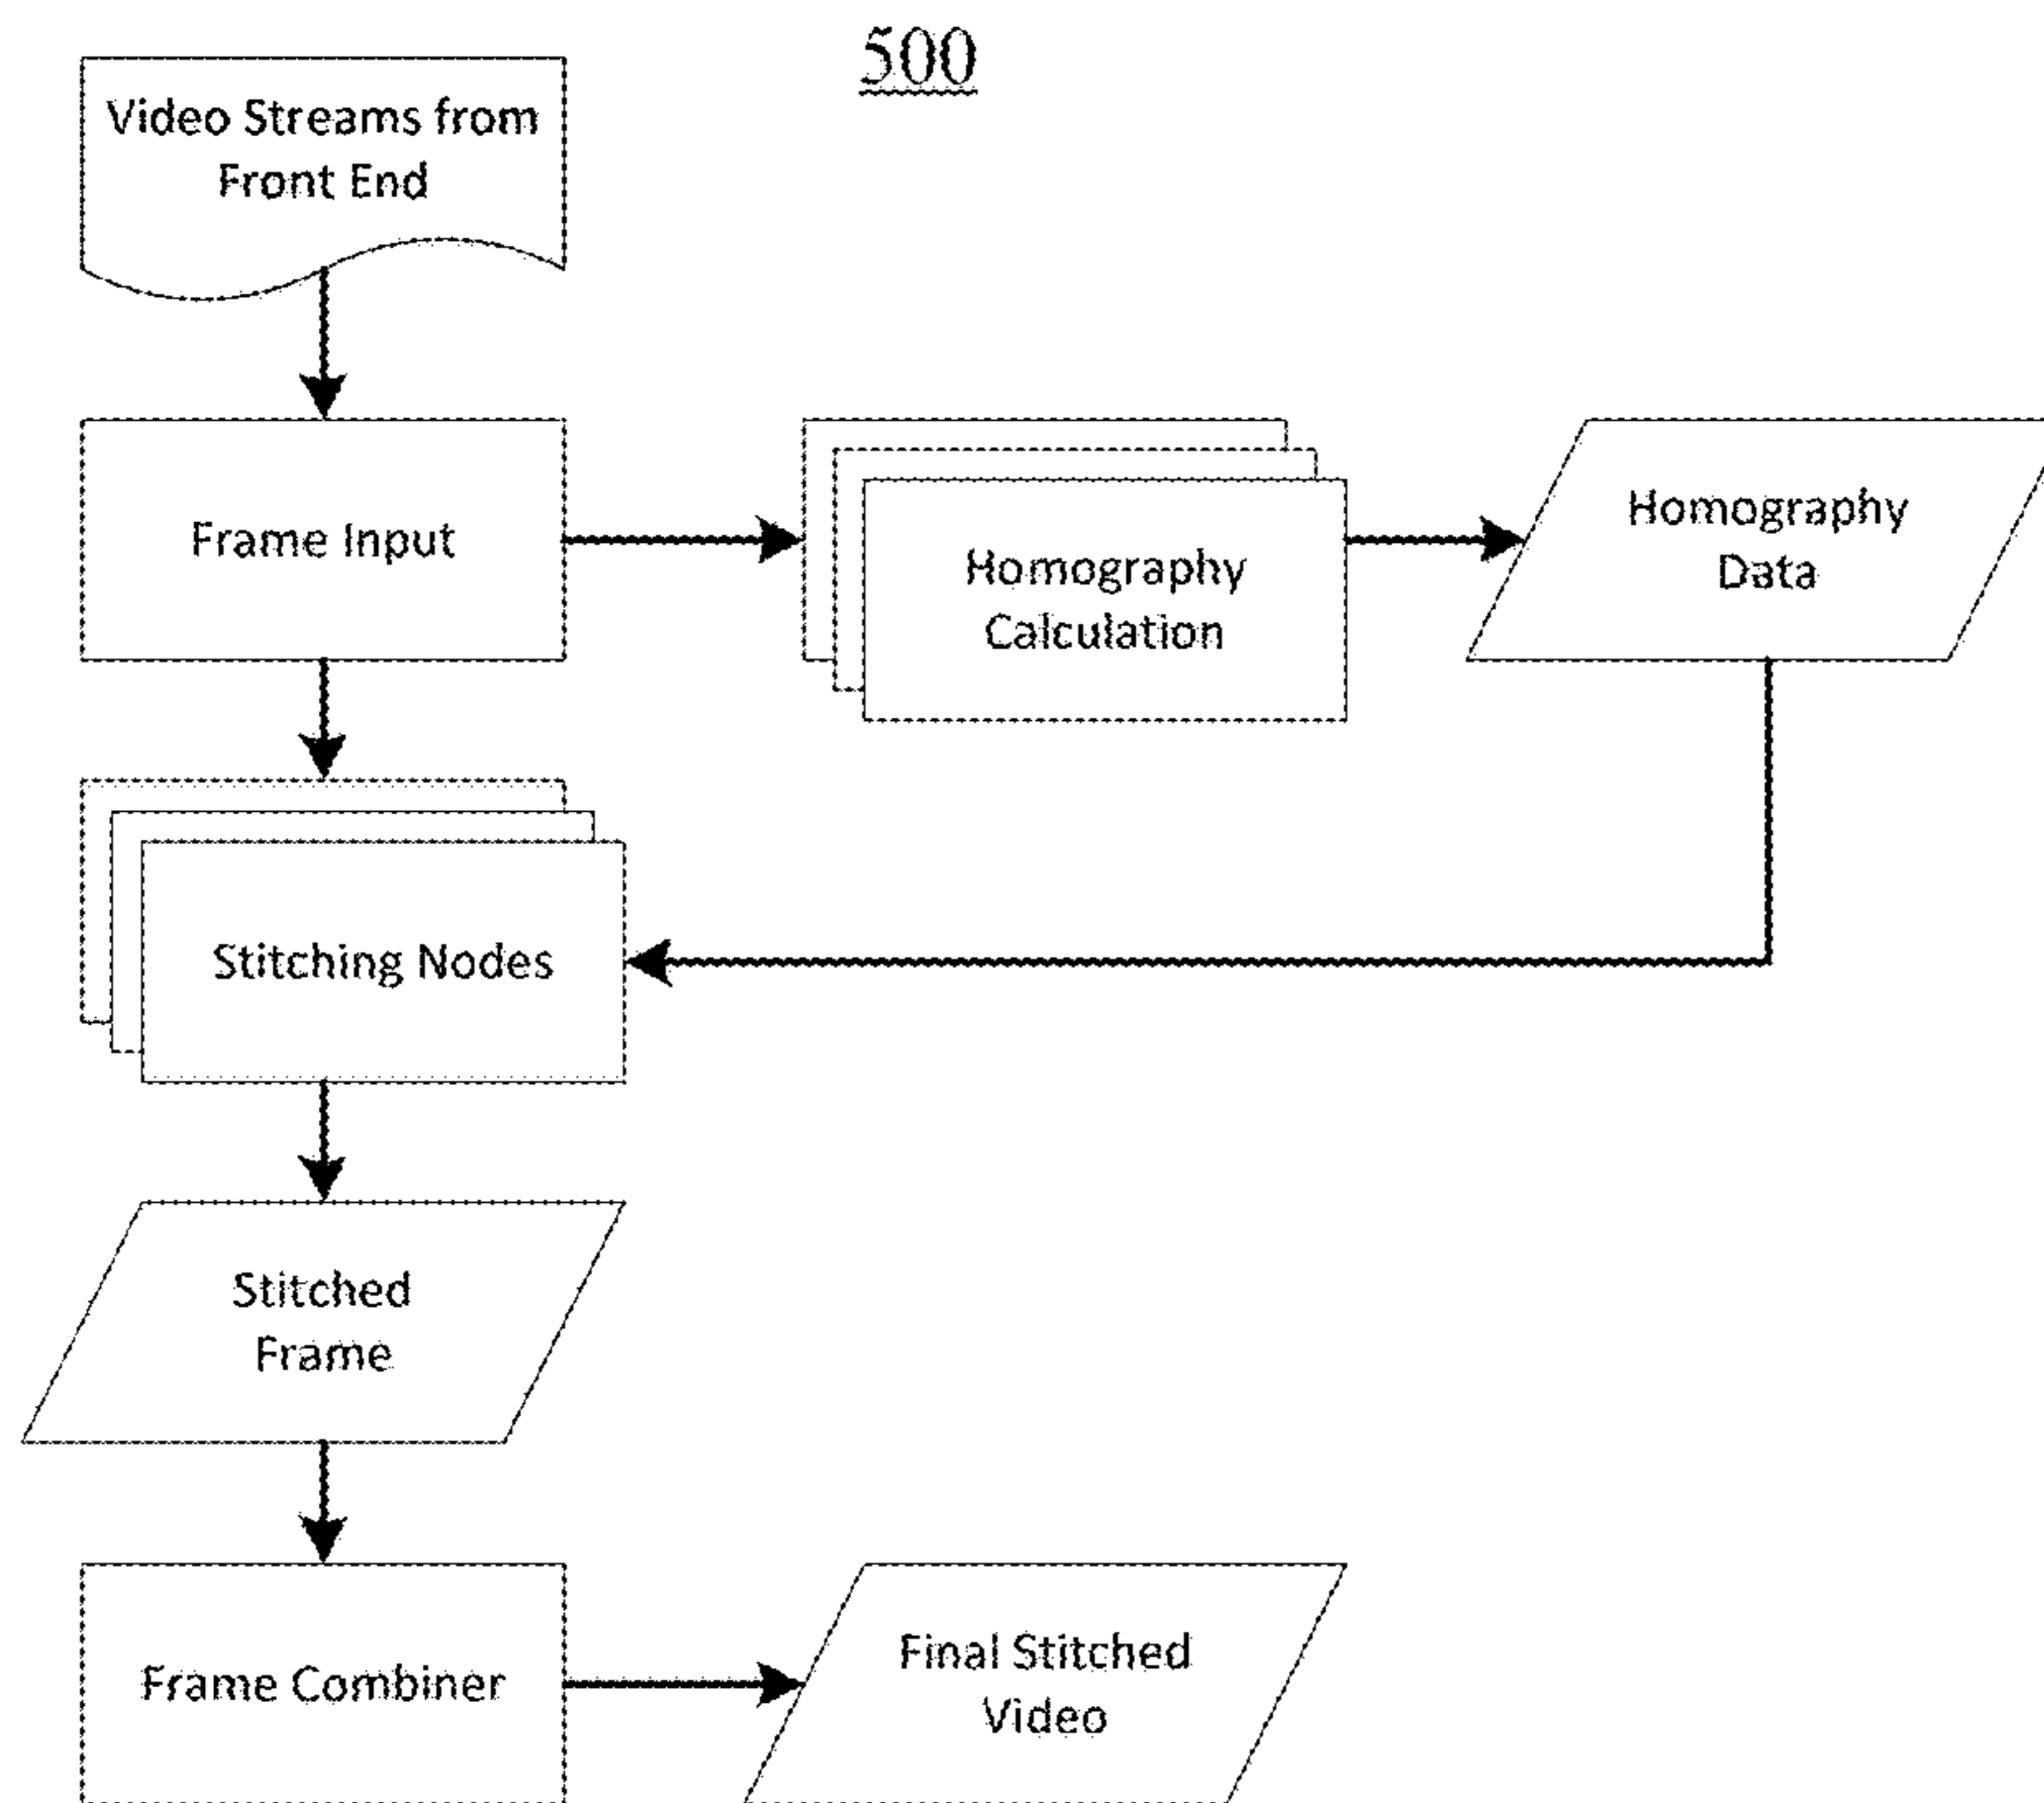 500
Video Streams from
Front End
Frame Input
Homography
Calculation
Homography
Data
Stitching Nodes
Stitched
Frame
Frame Combiner
Final Stitched
Video